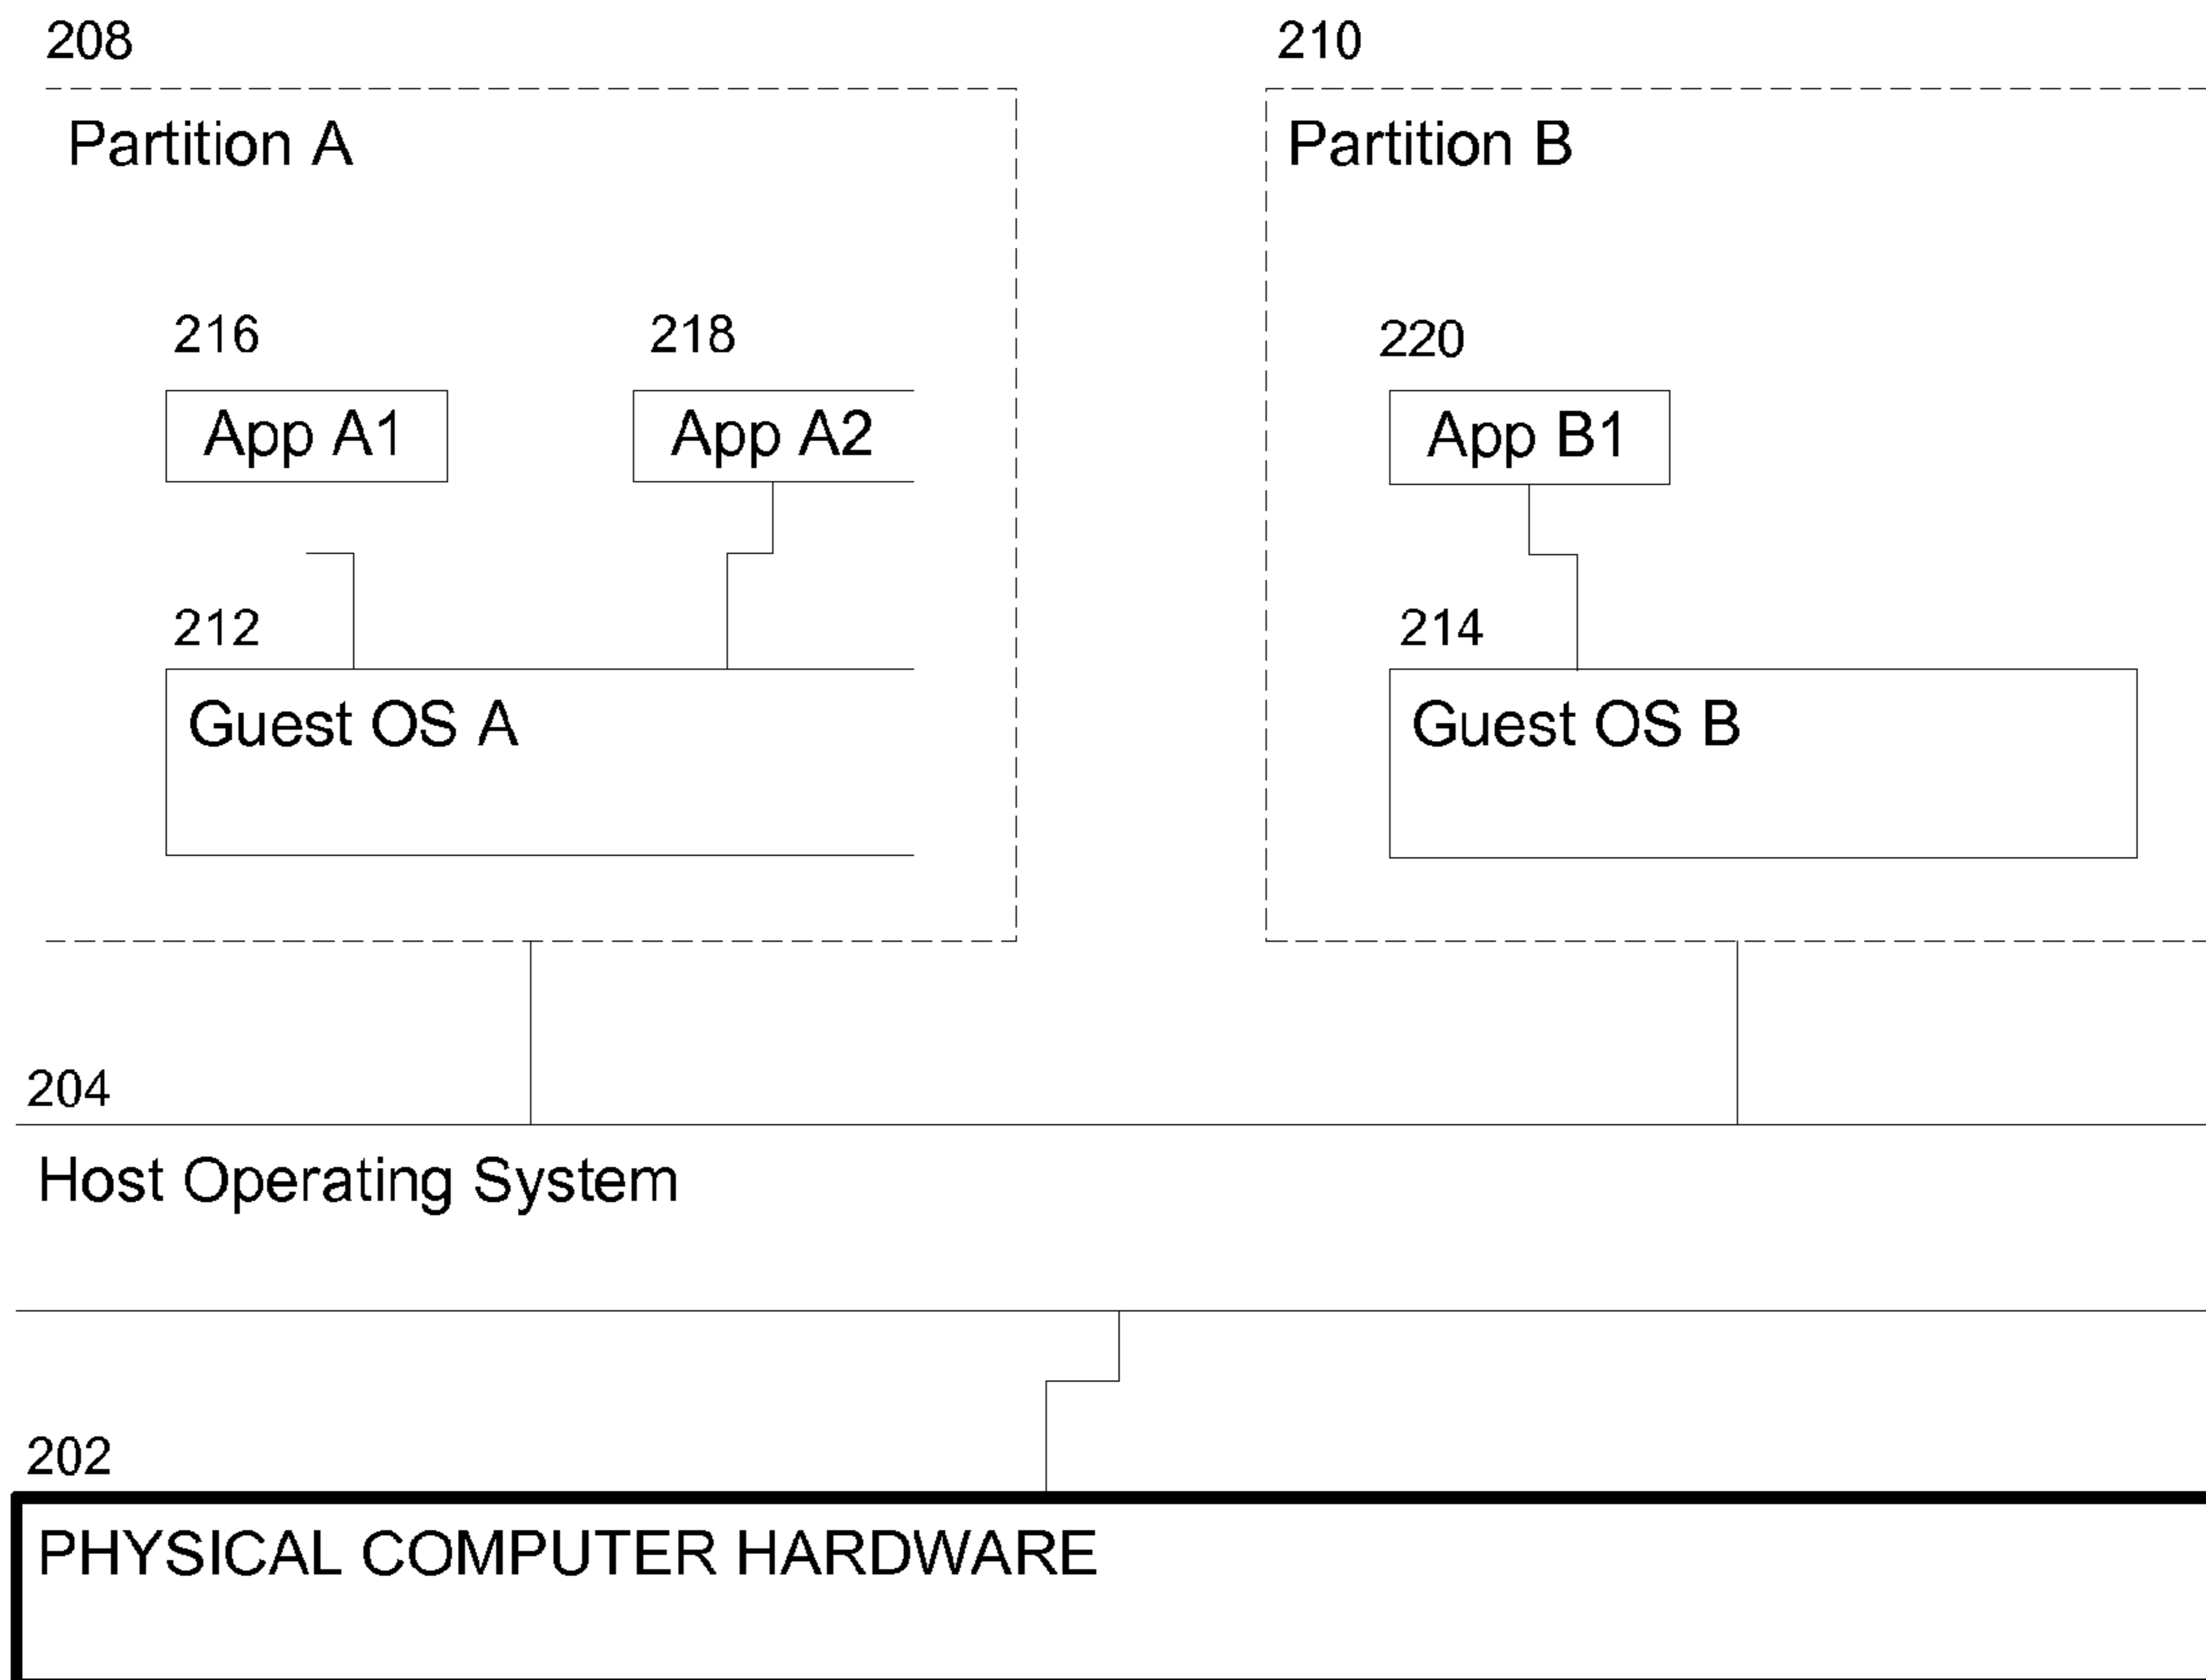 208
210
Partition A
Partition B
216
218
220
App A1
App A2
App B1
212
214
Guest OS A
Guest OS B
204
Host Operating System
202
PHYSICAL COMPUTER HARDWARE